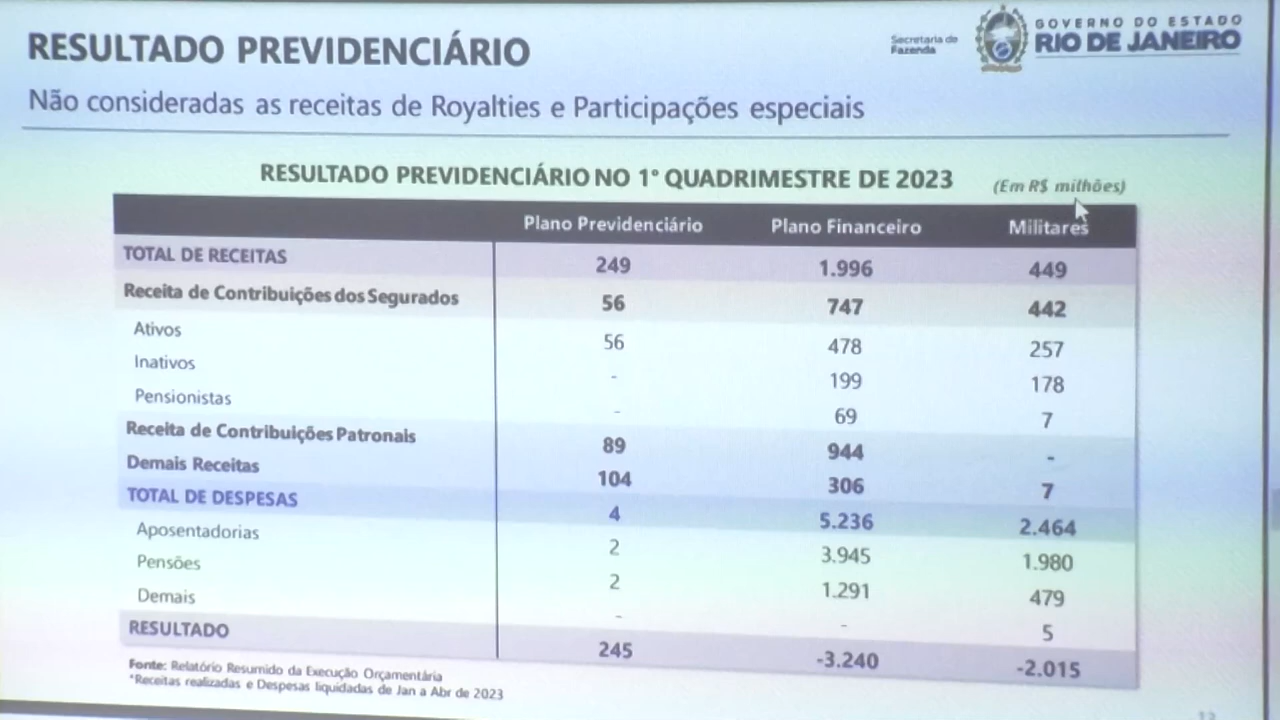 RESULTADO PREVIDENCIÁRIO
Secretaria de
Fazenda
GOVERNO DO ESTADO
RIO DE JANEIRO
Não consideradas as receitas de Royalties e Participações especiais
RESULTADO PREVIDENCIÁRIO NO 1º QUADRIMESTRE DE 2023 (Em R$ milhões)
Plano Previdenciário Plano Financeiro Militares
TOTAL DE RECEITAS 249 1.996 449
Receita de Contribuições dos Segurados 56 747 442
Ativos 56 478 257
Inativos - 199 178
Pensionistas - 69 7
Receita de Contribuições Patronais 89 944 -
Demais Receitas 104 306 7
TOTAL DE DESPESAS 4 5.236 2.464
Aposentadorias 2 3.945 1.980
Pensões 2 1.291 479
Demais - - 5
RESULTADO 245 -3.240 -2.015
Fonte: Relatório Resumido da Execução Orçamentária
*Receitas realizadas e Despesas liquidadas de Jan a Abr de 2023